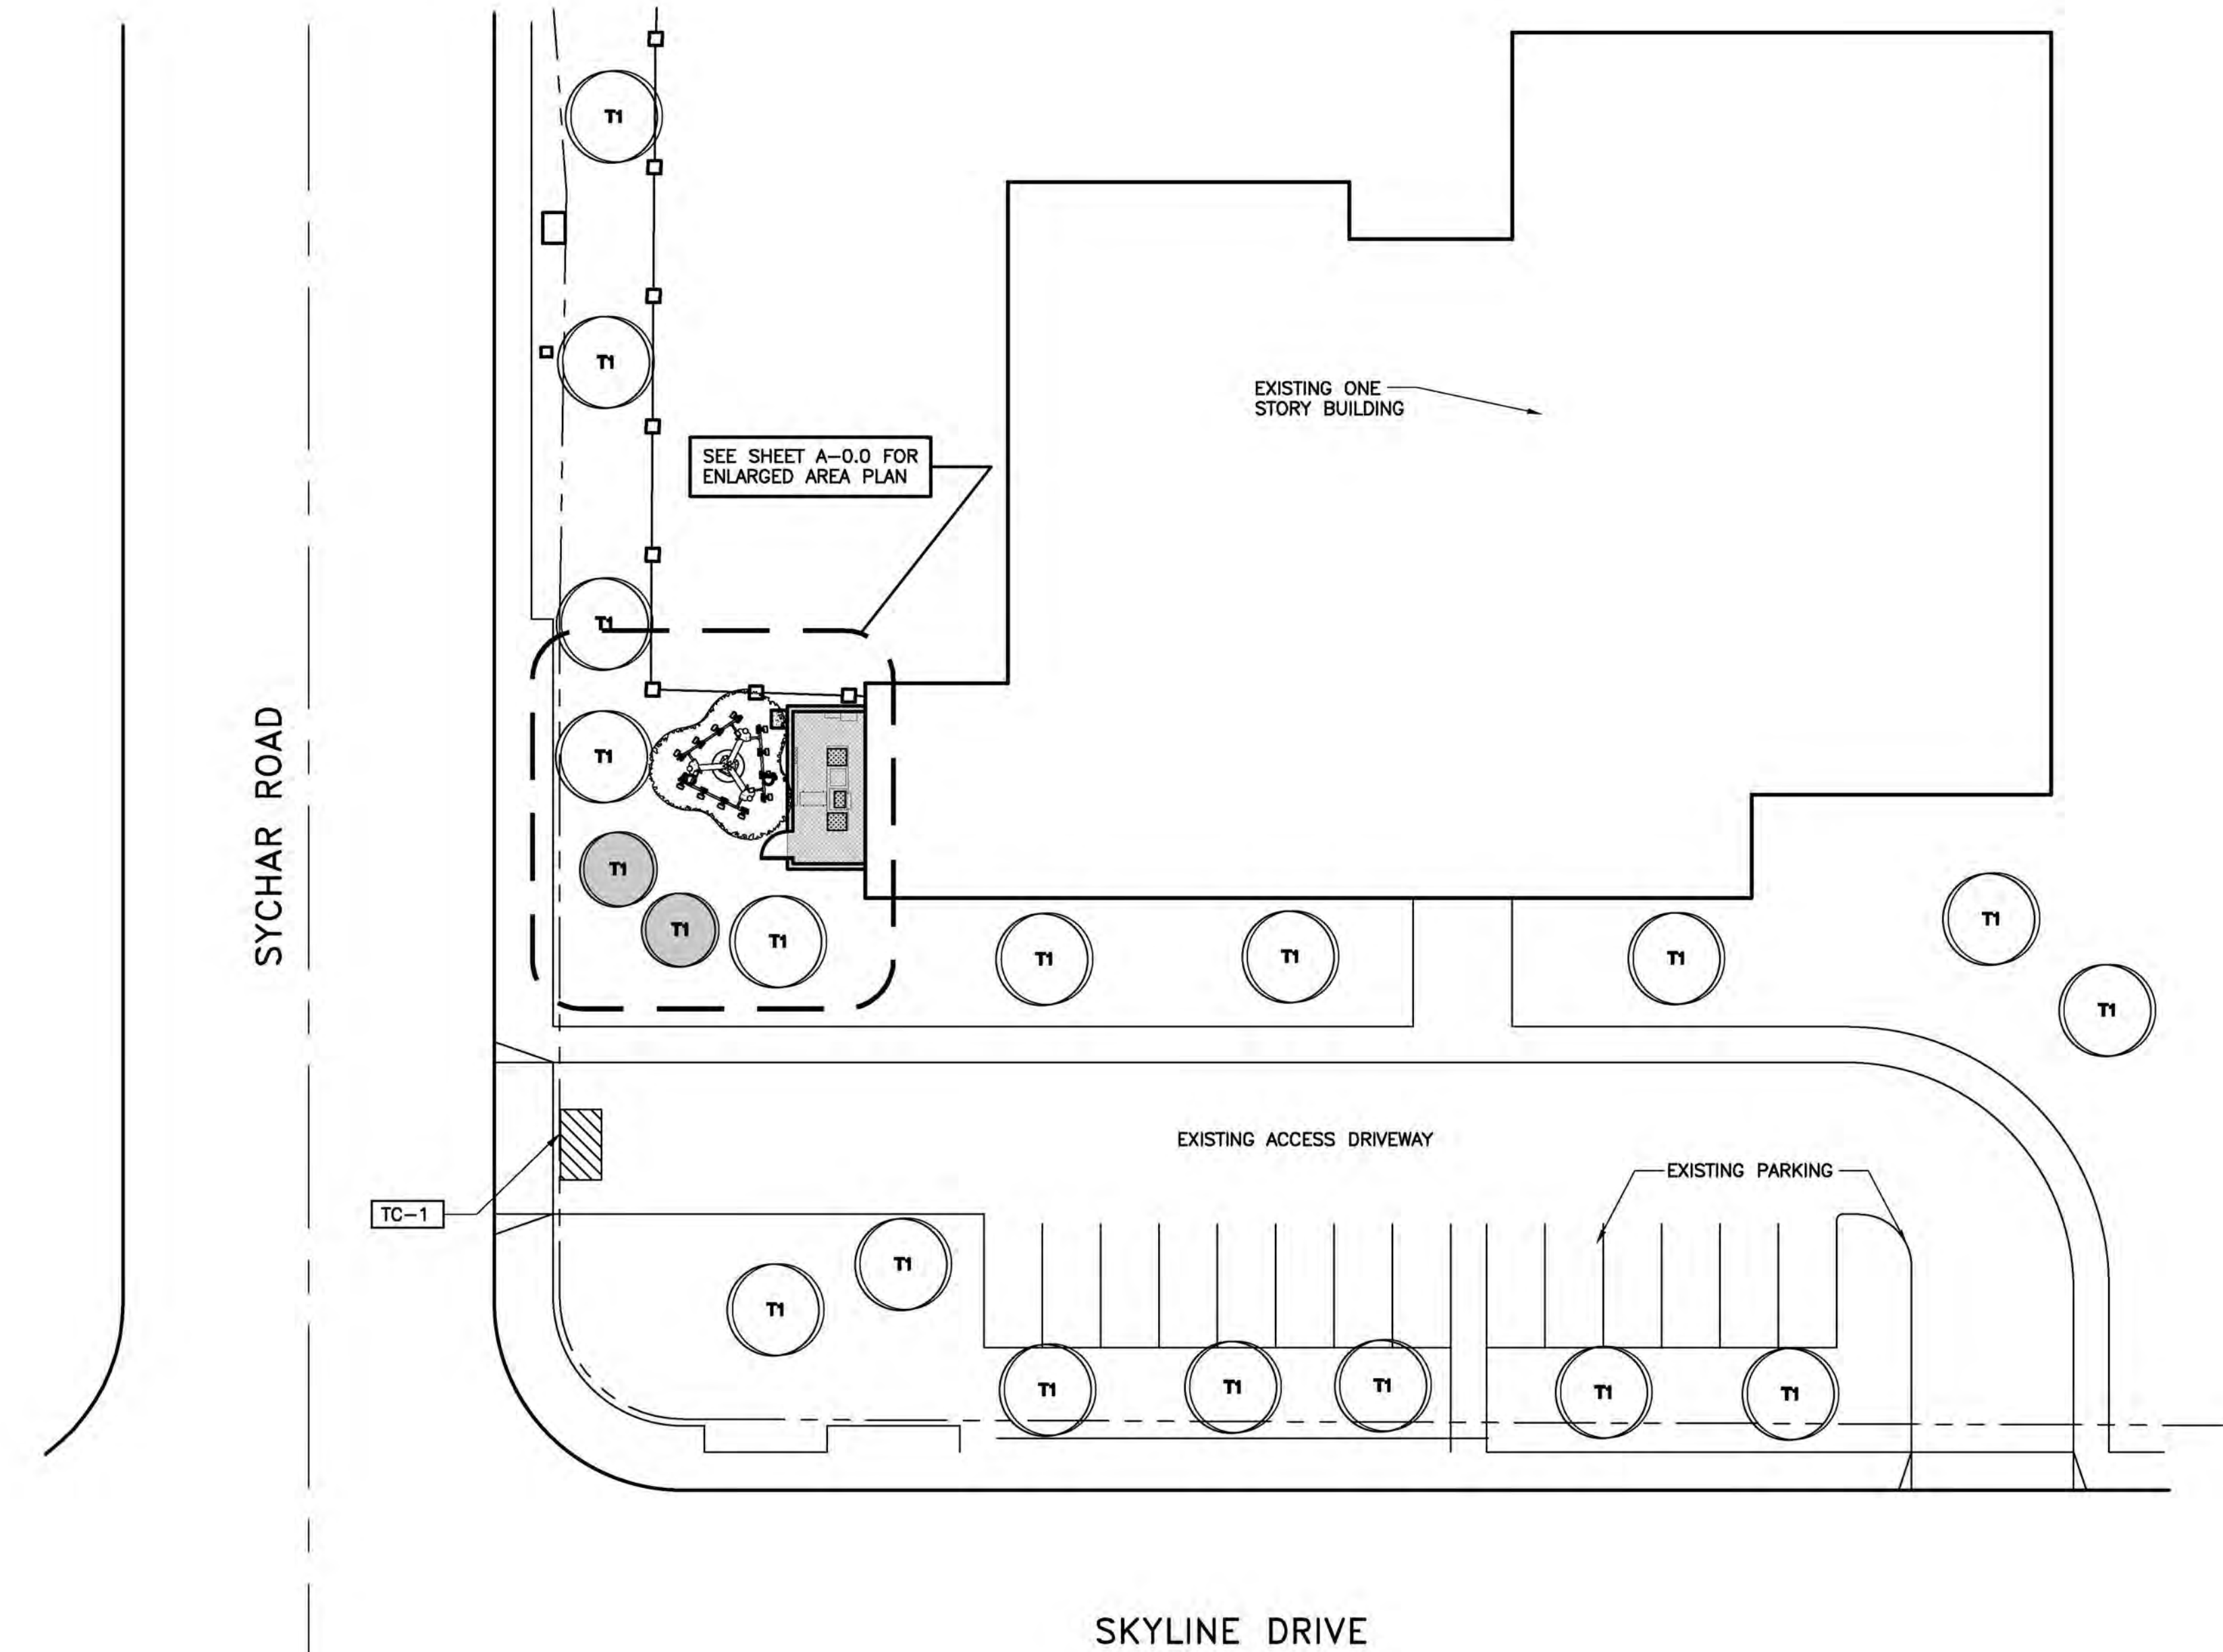 T1
T1
EXISTING ONE
STORY BUILDING
SEE SHEET A-0.0 FOR
ENLARGED AREA PLAN
T1
SYCHAR ROAD
T1
T1
T1
T1
T1
T1
T1
T1
T1
EXISTING ACCESS DRIVEWAY
EXISTING PARKING
TC-1
T1
T1
T1
T1
T1
T1
T1
SKYLINE DRIVE